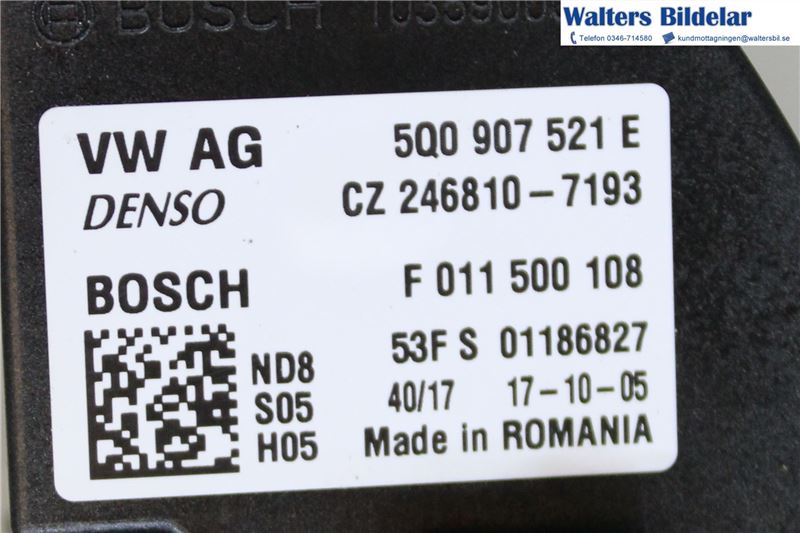 BOSCH
Walters Bildelar
Telefon 0346-714580 kundmottagningen@waltersbil.se
VW AG 5Q0 907 521 E
DENSO CZ 246810-7193
BOSCH F 011 500 108
53F S 01186827
ND8
S05 40/17 17-10-05
H05 Made in ROMANIA